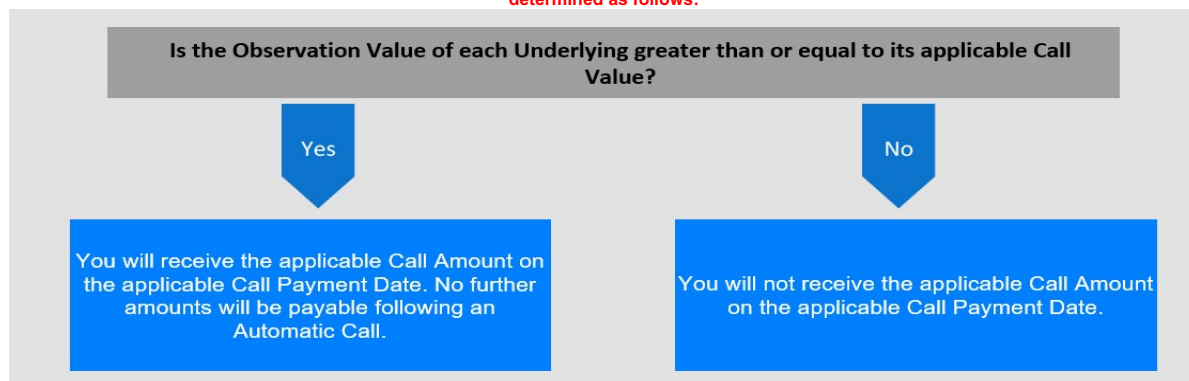 determined as follows:
Is the Observation Value of each Underlying greater than or equal to its applicable Call
Value?
Yes
No
You will receive the applicable Call Amount on
the applicable Call Payment Date. No further
amounts will be payable following an
Automatic Call.
You will not receive the applicable Call Amount
on the applicable Call Payment Date.